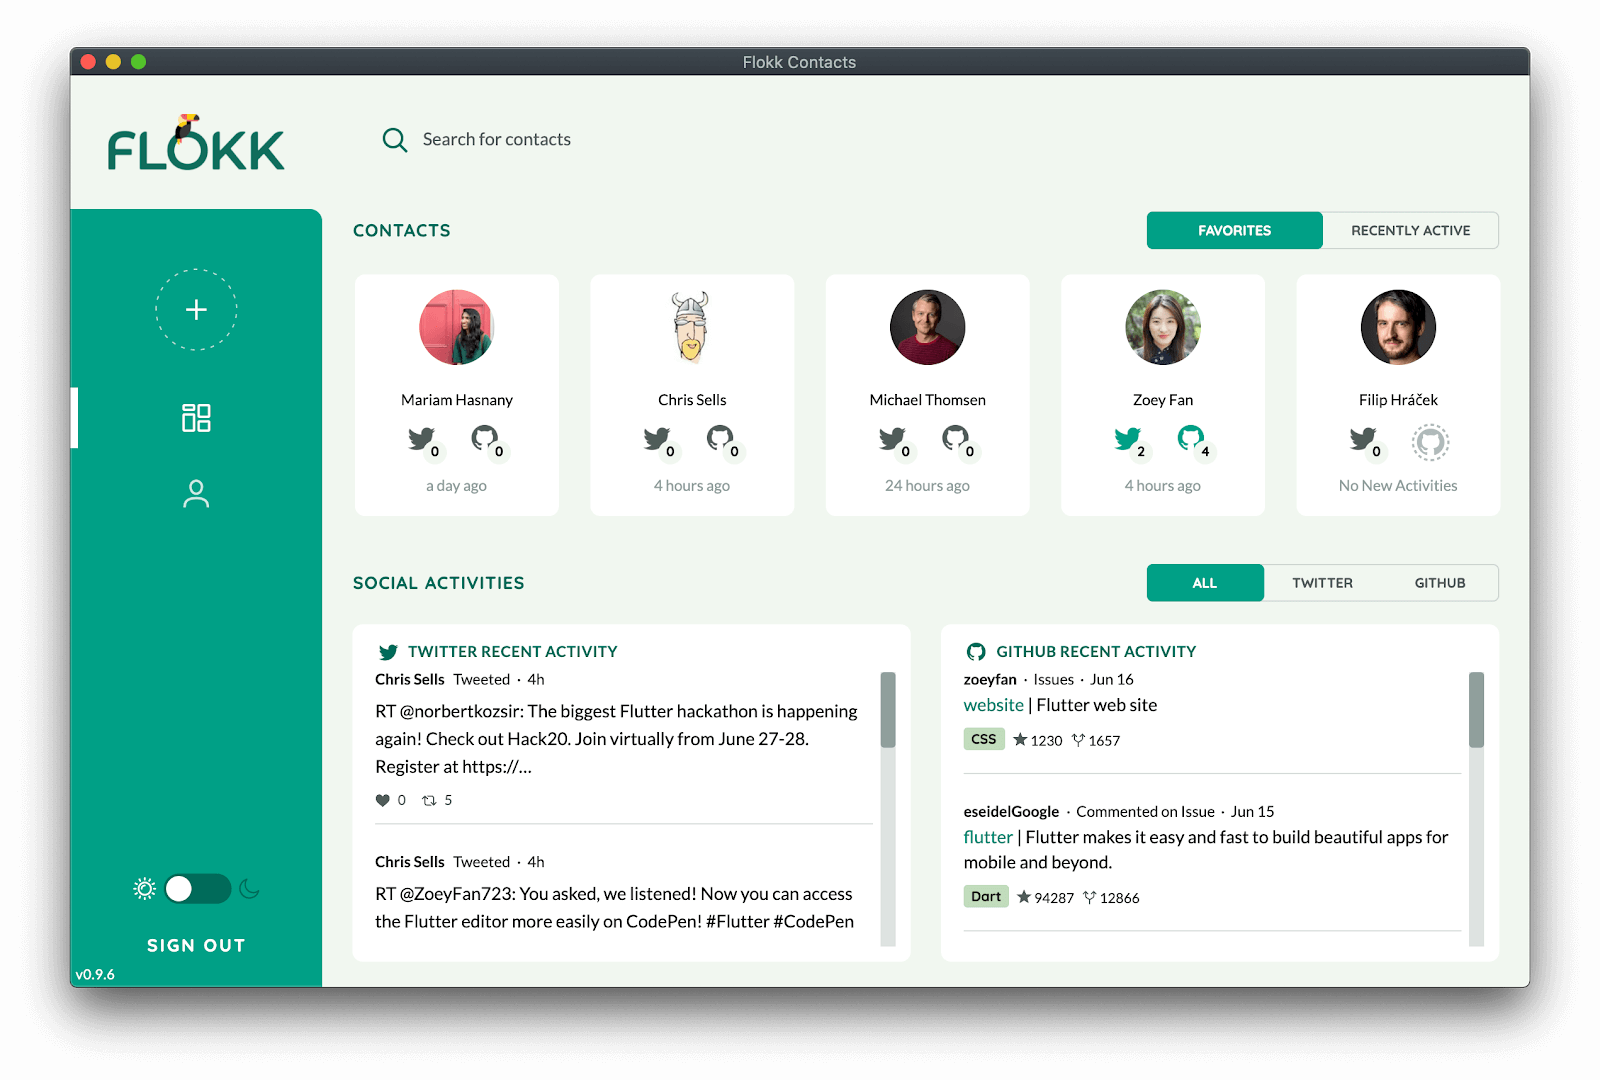 Flokk Contacts
FLOKK
Search for contacts
CONTACTS
FAVORITES
RECENTLY ACTIVE
Mariam Hasnany
0
0
a day ago
Chris Sells
0
0
4 hours ago
Michael Thomsen
0
0
24 hours ago
Zoey Fan
2
4
4 hours ago
Filip Hráček
0
No New Activities
SOCIAL ACTIVITIES
ALL
TWITTER
GITHUB
TWITTER RECENT ACTIVITY
Chris Sells Tweeted · 4h
RT @norbertkozsir: The biggest Flutter hackathon is happening
again! Check out Hack20. Join virtually from June 27-28.
Register at https://...
0 5
Chris Sells Tweeted · 4h
RT @ZoeyFan723: You asked, we listened! Now you can access
the Flutter editor more easily on CodePen! #Flutter #CodePen
GITHUB RECENT ACTIVITY
zoeyfan · Issues · Jun 16
website | Flutter web site
CSS 1230 1657
eseidelGoogle · Commented on Issue · Jun 15
flutter | Flutter makes it easy and fast to build beautiful apps for
mobile and beyond.
Dart 94287 12866
SIGN OUT
v0.9.6